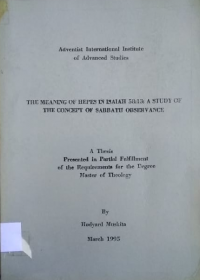 Adventist International Institute
of Advanced Studies
THE MEANING OF HEPES IN ISAIAH 58:13: A STUDY OF
THE CONCEPT OF SABBATH OBSERVANCE
A Thesis
Presented in Partial Fulfillment
of the Requirements for the Degree
Master of Theology
By
Hudyard Muskita
March 1995